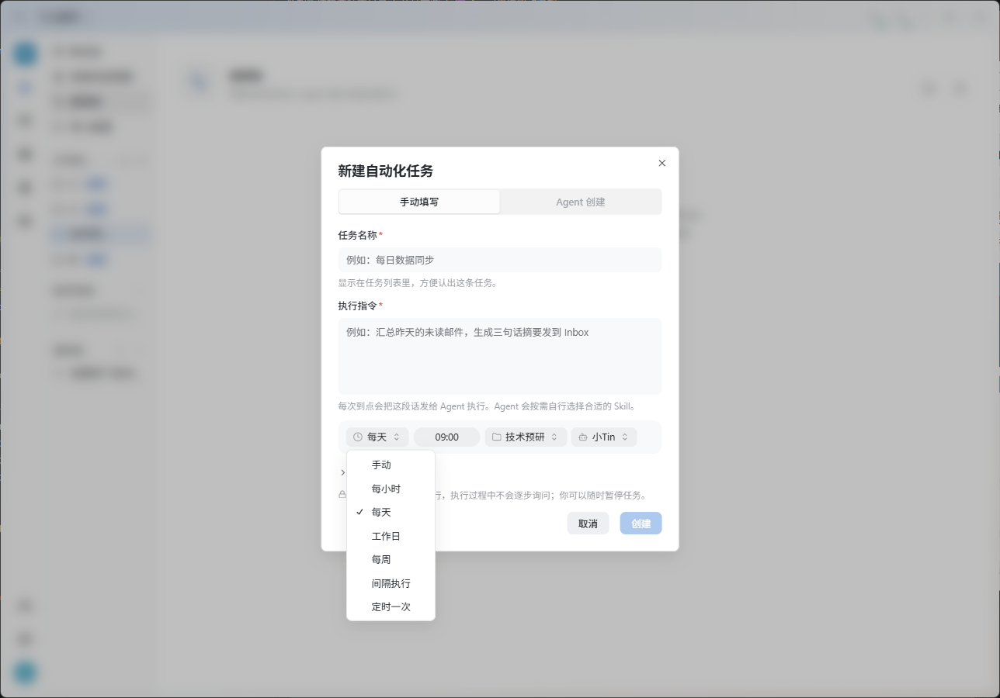 新建自动化任务
手动填写
Agent 创建
任务名称*
例如：每日数据同步
显示在任务列表里，方便认出这条任务。
执行指令*
例如：汇总昨天的未读邮件，生成三句话摘要发到 Inbox
每次到点会把这段话发给 Agent 执行。Agent 会按需自行选择合适的 Skill。
每天
09:00
技术预研
小Tin
手动
每小时
每天
工作日
每周
间隔执行
定时一次
行，执行过程中不会逐步询问；你可以随时暂停任务。
取消
创建